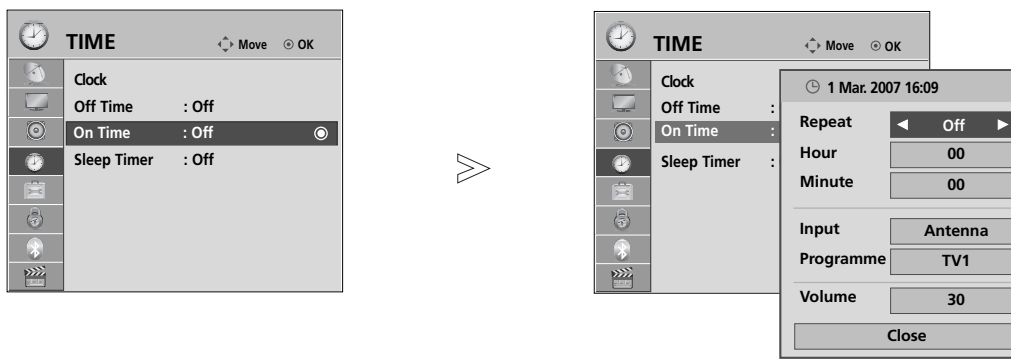 TIME Move OK
Clock
Off Time : Off
On Time : Off
Sleep Timer : Off
TIME Move OK
Clock
Off Time :
On Time :
Sleep Timer :
1 Mar. 2007 16:09
Repeat Off
Hour 00
Minute 00
Input Antenna
Programme TV1
Volume 30
Close